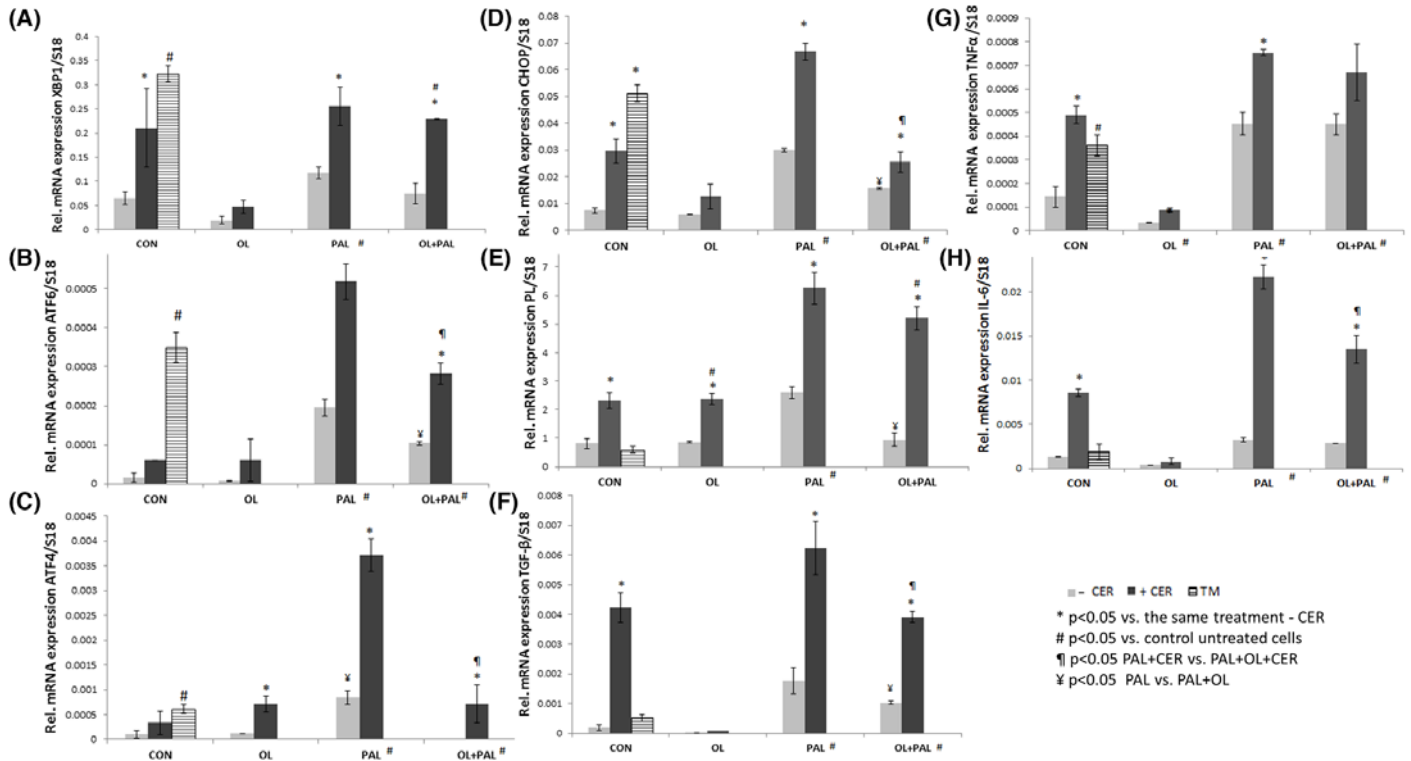 (A)
Rel. mRNA expression XBP1/S18
0.4
0.35
0.3
0.25
0.2
0.15
0.1
0.05
0
* # * # *
CON OL PAL # OL+PAL
(B)
Rel. mRNA expression ATF6/S18
0.0005
0.0004
0.0003
0.0002
0.0001
0
# ¶ * ¥
CON OL PAL # OL+PAL #
(C)
Rel. mRNA expression ATF4/S18
0.0045
0.004
0.0035
0.003
0.0025
0.002
0.0015
0.001
0.0005
0
# * ¥ * ¶ *
CON OL PAL # OL+PAL #
(D)
Rel. mRNA expression CHOP/S18
0.08
0.07
0.06
0.05
0.04
0.03
0.02
0.01
0
* * * ¥ ¶ *
CON OL PAL # OL+PAL #
(E)
Rel. mRNA expression PL/S18
7
6
5
4
3
2
1
0
* # * * ¥ # *
CON OL PAL # OL+PAL
(F)
Rel. mRNA expression TGF-β/S18
0.008
0.007
0.006
0.005
0.004
0.003
0.002
0.001
0
* * ¥ ¶ *
CON OL PAL # OL+PAL #
(G)
Rel. mRNA expression TNFα/S18
0.0009
0.0008
0.0007
0.0006
0.0005
0.0004
0.0003
0.0002
0.0001
0
* # *
CON OL # PAL # OL+PAL #
(H)
Rel. mRNA expression IL-6/S18
0.02
0.015
0.01
0.005
0
* ¶ *
CON OL PAL # OL+PAL #
– CER + CER TM
* p<0.05 vs. the same treatment - CER
# p<0.05 vs. control untreated cells
¶ p<0.05 PAL+CER vs. PAL+OL+CER
¥ p<0.05 PAL vs. PAL+OL